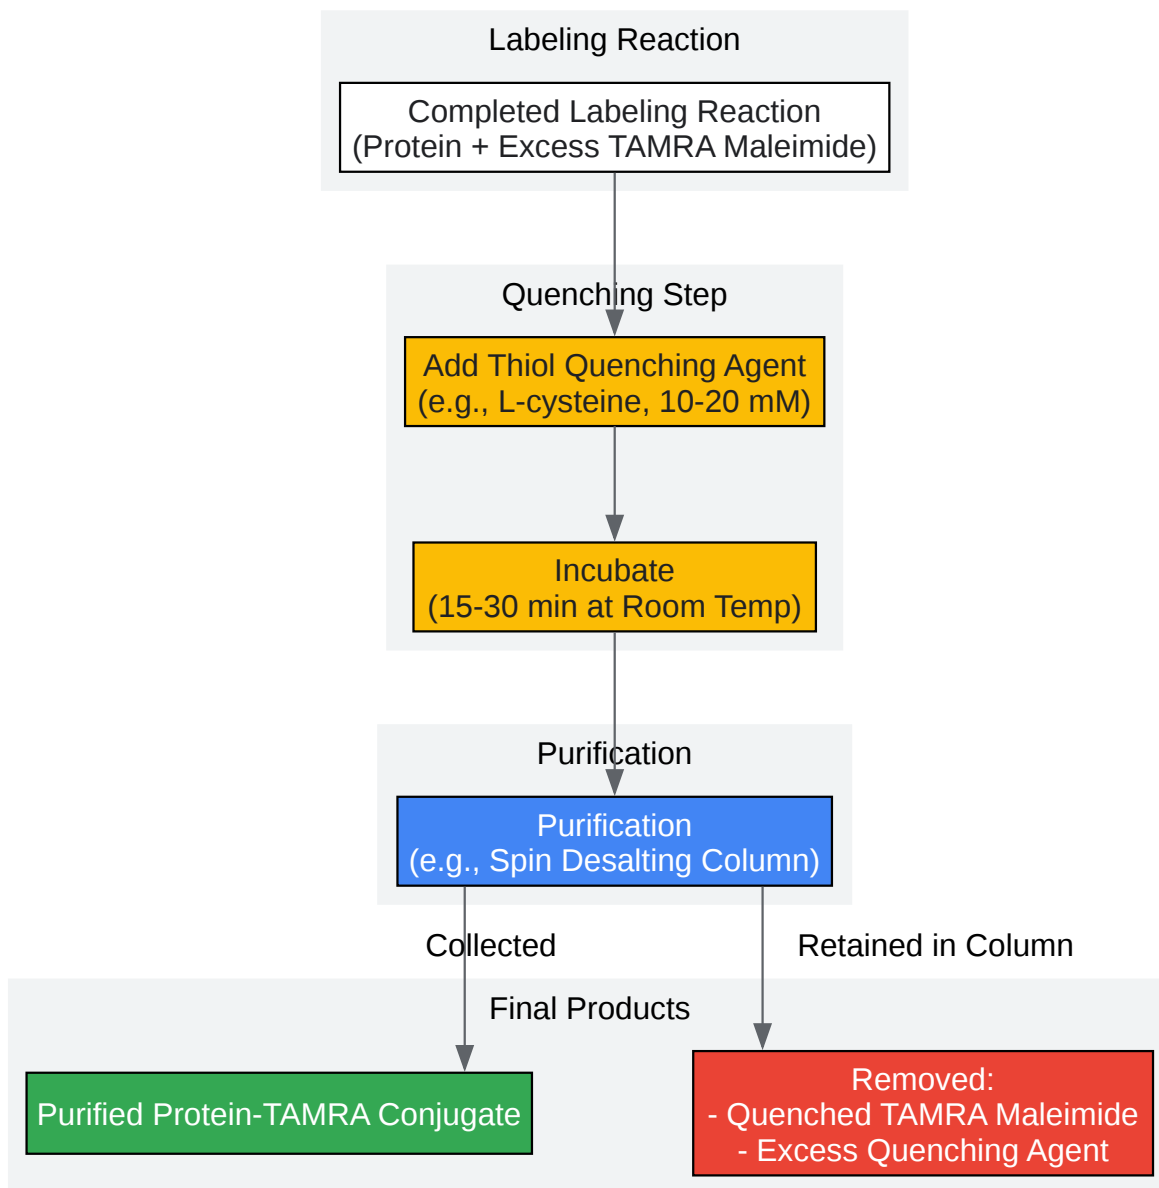 Labeling Reaction
Completed Labeling Reaction
(Protein + Excess TAMRA Maleimide)
Quenching Step
Add Thiol Quenching Agent
(e.g., L-cysteine, 10-20 mM)
Incubate
(15-30 min at Room Temp)
Purification
Purification
(e.g., Spin Desalting Column)
Collected
Retained in Column
Final Products
Purified Protein-TAMRA Conjugate
Removed:
- Quenched TAMRA Maleimide
- Excess Quenching Agent